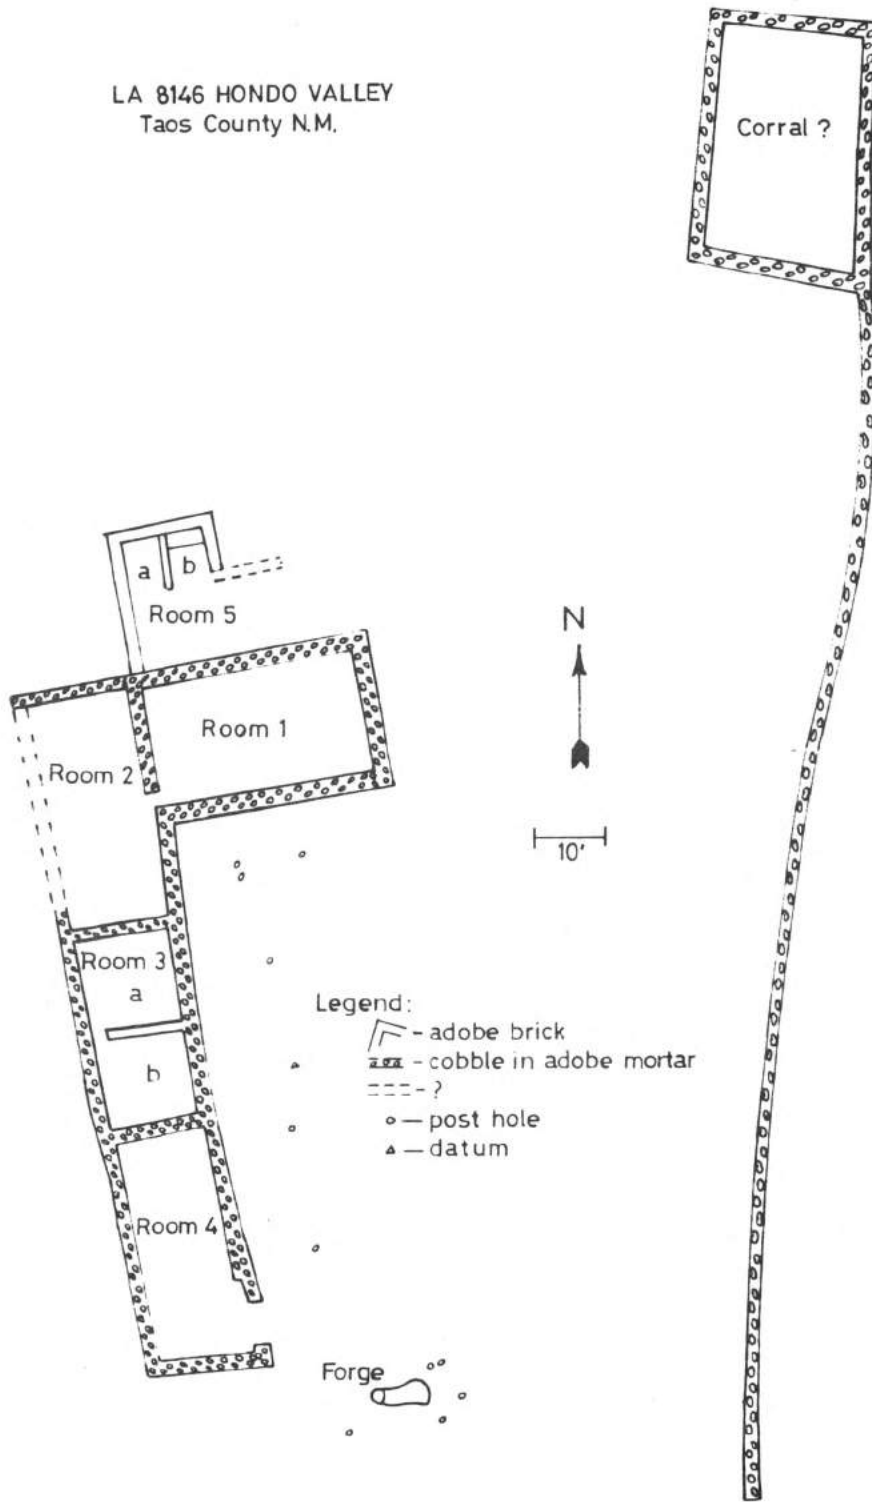 LA 8146 HONDO VALLEY
Taos County N.M.
Corral ?
a
b
Room 5
N
Room 1
Room 2
10'
Room 3
a
Legend:
- adobe brick
- cobble in adobe mortar
- ?
b
— post hole
— datum
Room 4
Forge